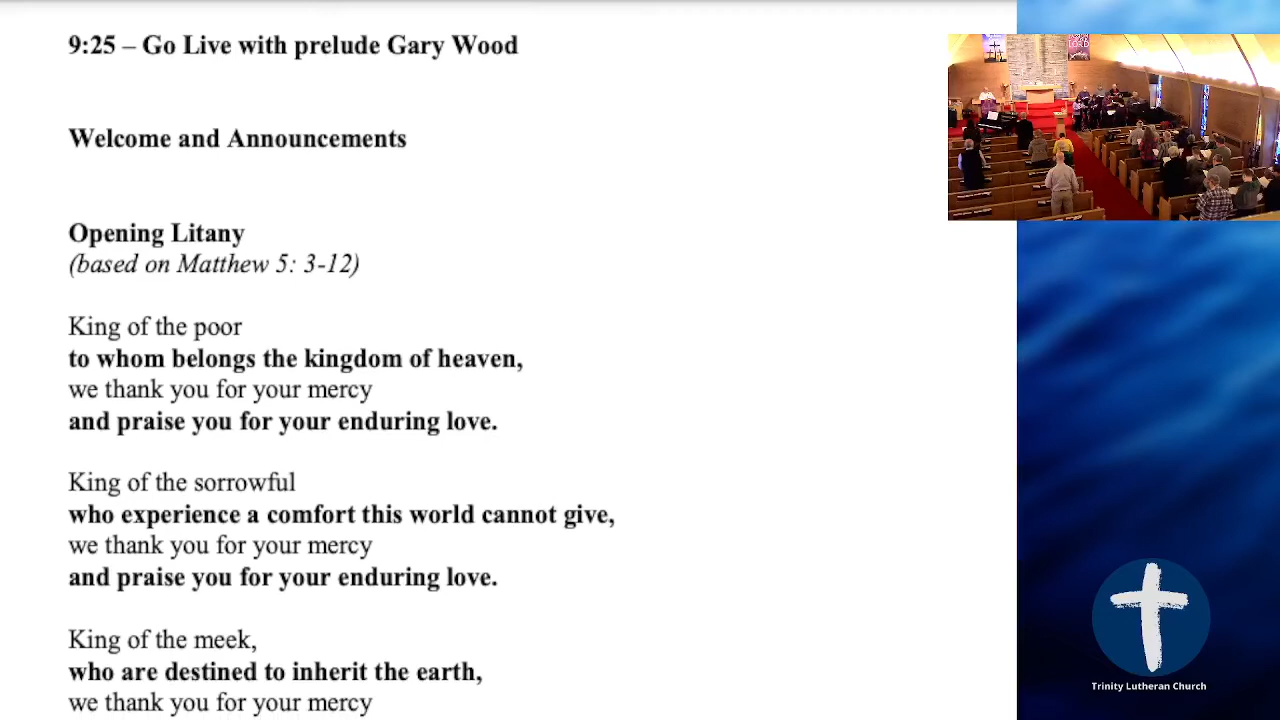 9:25 – Go Live with prelude Gary Wood
Welcome and Announcements
Opening Litany
(based on Matthew 5: 3-12)
King of the poor
to whom belongs the kingdom of heaven,
we thank you for your mercy
and praise you for your enduring love.
King of the sorrowful
who experience a comfort this world cannot give,
we thank you for your mercy
and praise you for your enduring love.
King of the meek,
who are destined to inherit the earth,
we thank you for your mercy
LORD
Trinity Lutheran Church